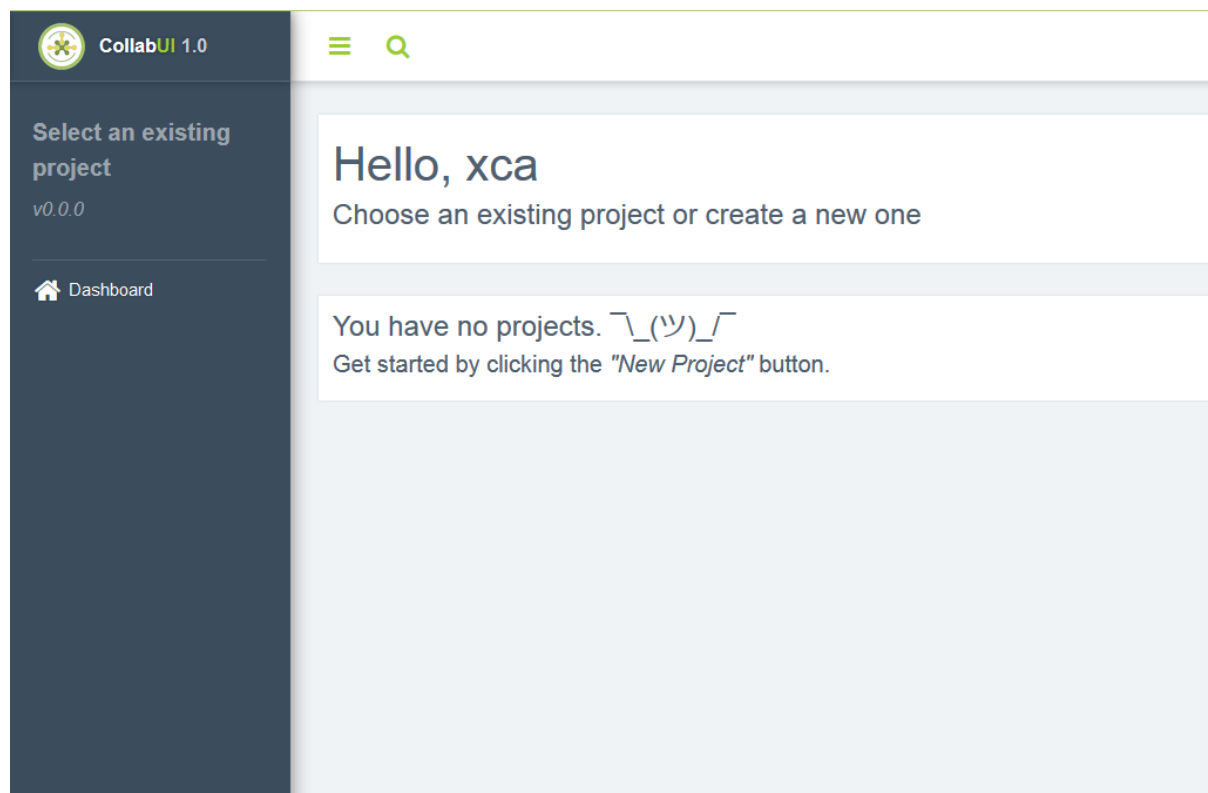 CollabUI 1.0
Select an existing
project
v0.0.0
Dashboard
Hello, xca
Choose an existing project or create a new one
You have no projects. ¯\_(ツ)_/¯
Get started by clicking the "New Project" button.